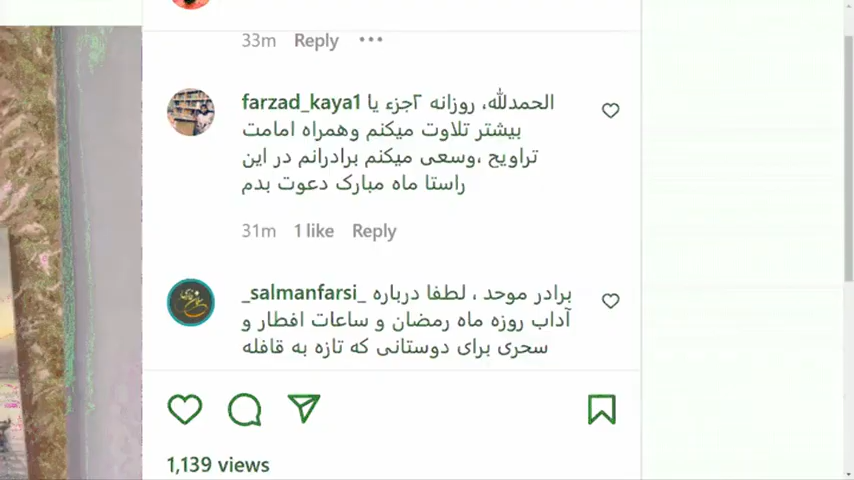 33m Reply •••
farzad_kaya1 الحمدلله، روزانه ۲جزء یا
بیشتر تلاوت میکنم وهمراه امامت
تراویح ،وسعی میکنم برادرانم در این
راستا ماه مبارک دعوت بدم
31m 1 like Reply
_salmanfarsi_ برادر موحد ، لطفا درباره
آداب روزه ماه رمضان و ساعات افطار و
سحری برای دوستانی که تازه به قافله
1,139 views